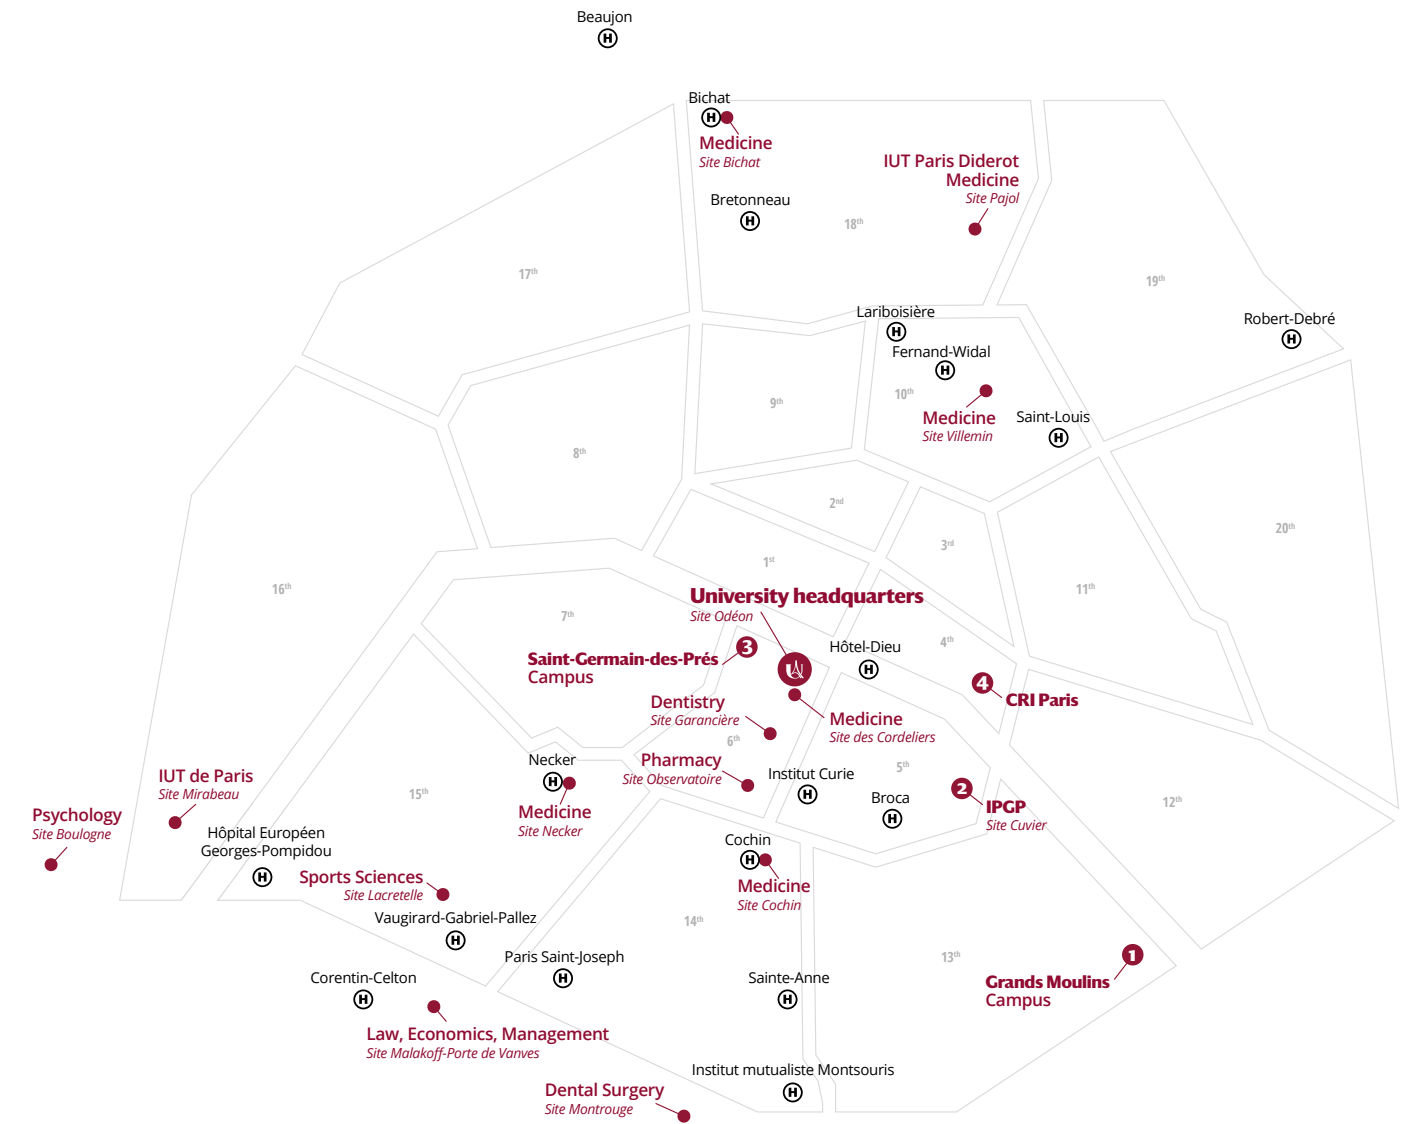 Beaujon
H
Bichat
H
Medicine
Site Bichat
IUT Paris Diderot
Medicine
Site Pajol
Bretonneau
H
18th
17th
19th
Lariboisière
H
Robert-Debré
H
Fernand-Widal
H
10th
9th
Medicine
Site Villemin
Saint-Louis
H
8th
2nd
20th
3rd
1st
16th
11th
University headquarters
Site Odéon
7th
4th
3
Hôtel-Dieu
H
Saint-Germain-des-Prés
Campus
4
CRI Paris
Dentistry
Site Garancière
Medicine
Site des Cordeliers
6th
Pharmacy
Site Observatoire
Necker
H
Institut Curie
H
5th
2
IPGP
Site Cuvier
IUT de Paris
Site Mirabeau
15th
Broca
H
12th
Psychology
Site Boulogne
Medicine
Site Necker
Hôpital Européen
Georges-Pompidou
H
Cochin
H
Medicine
Site Cochin
Sports Sciences
Site Lacretelle
Vaugirard-Gabriel-Pallez
H
14th
13th
1
Paris Saint-Joseph
H
Corentin-Celton
H
Sainte-Anne
H
Grands Moulins
Campus
Law, Economics, Management
Site Malakoff-Porte de Vanves
Institut mutualiste Montsouris
H
Dental Surgery
Site Montrouge